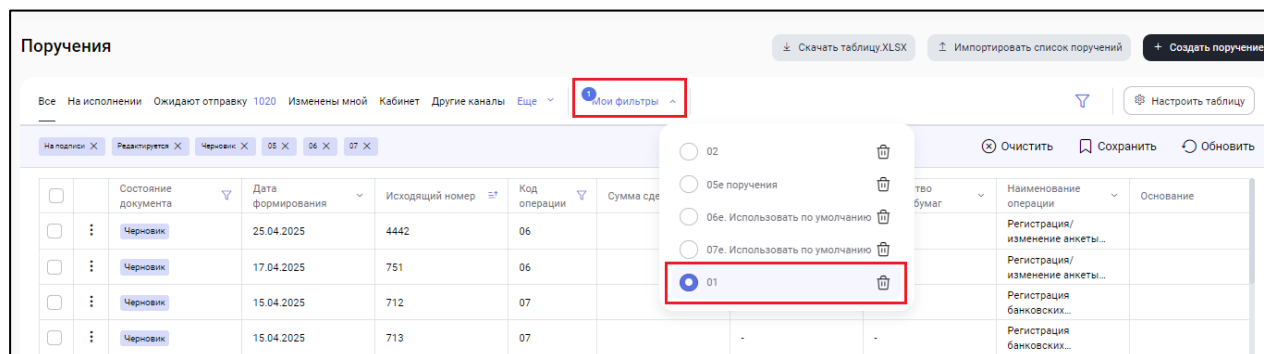 Поручения
Скачать таблицу.XLSX
Импортировать список поручений
+ Создать поручение
Все На исполнении Ожидают отправку 1020 Изменены мной Кабинет Другие каналы Еще
1
Мои фильтры
Настроить таблицу
На подписи X Редактируется X Черновик X 05 X 06 X 07 X
Очистить Сохранить Обновить
02
05е поручения
06е. Использовать по умолчанию
07е. Использовать по умолчанию
01
Состояние документа
Дата формирования
Исходящий номер
Код операции
Сумма сде
тво бумаг
Наименование операции
Основание
Черновик 25.04.2025 4442 06 Регистрация/
изменение анкеты...
Черновик 17.04.2025 751 06 Регистрация/
изменение анкеты...
Черновик 15.04.2025 712 07 Регистрация
банковских...
Черновик 15.04.2025 713 07 - - Регистрация
банковских...